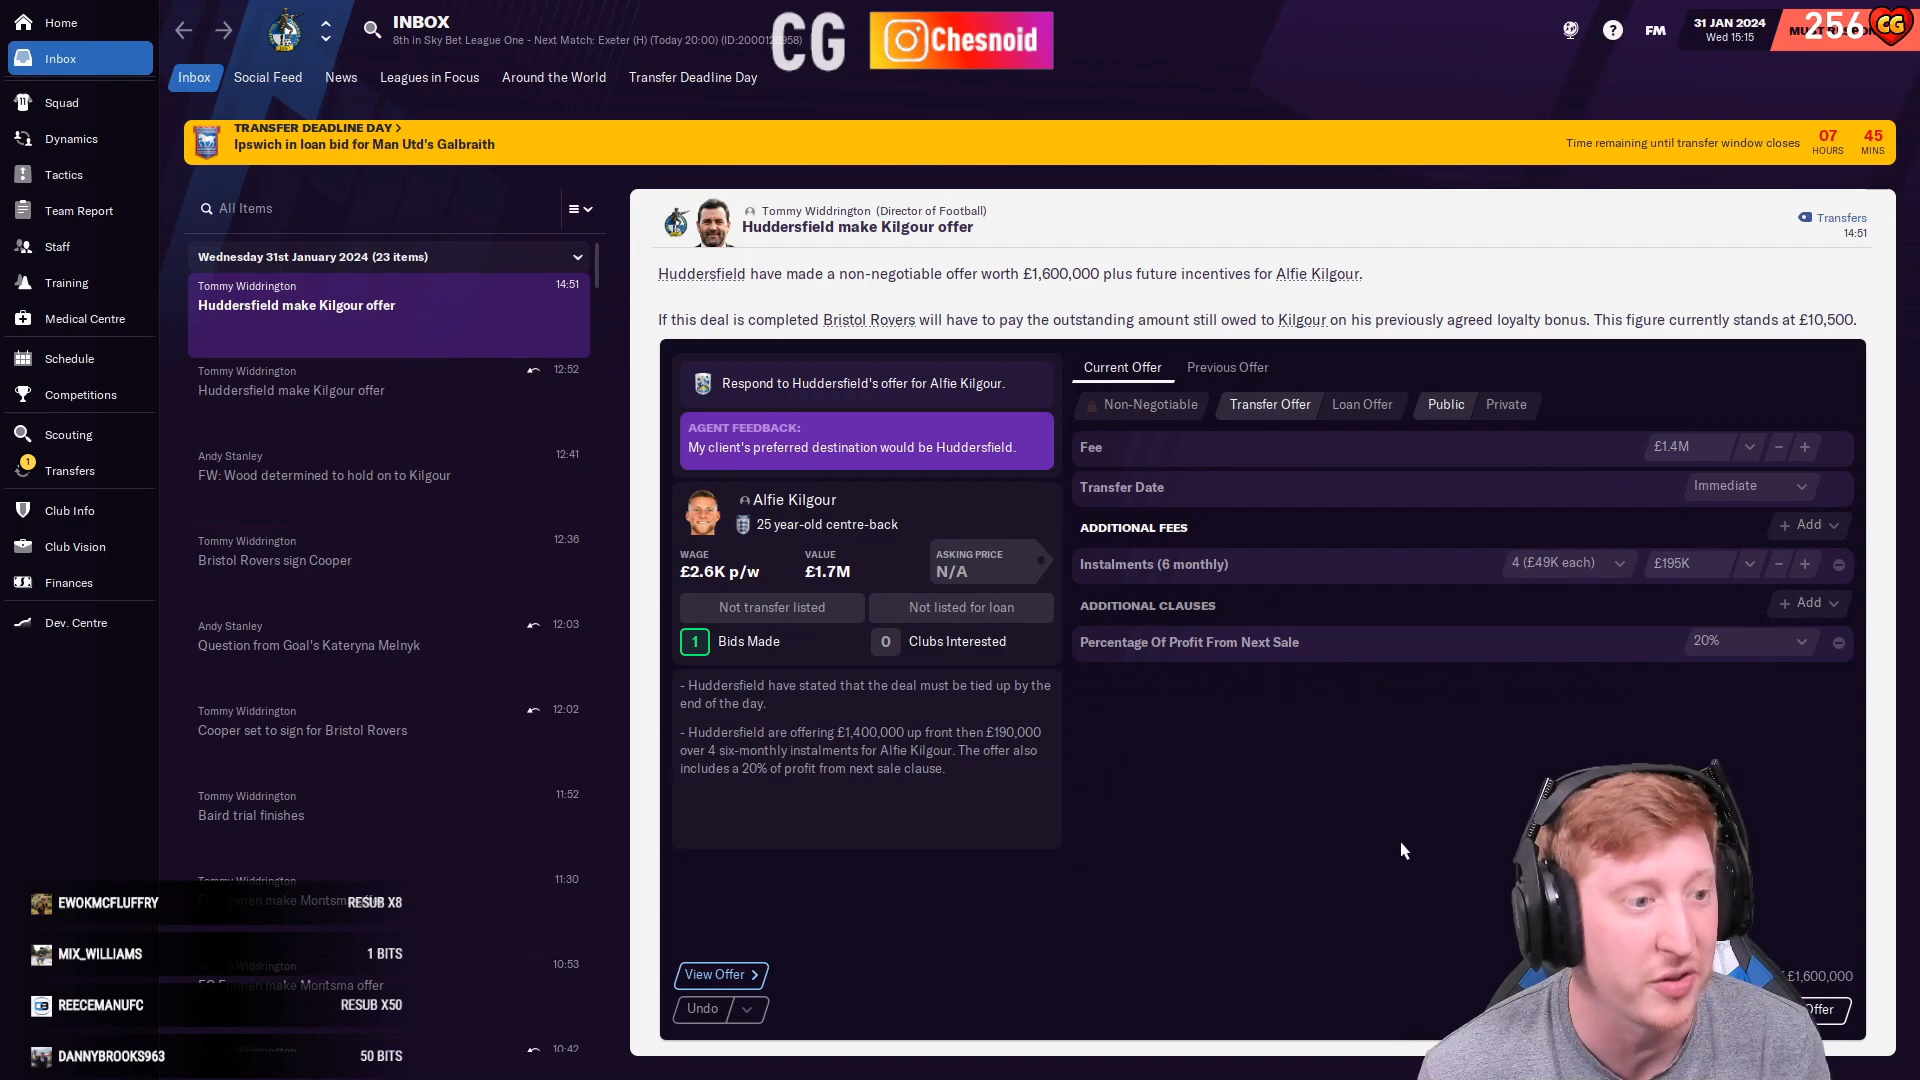 Home
Inbox
Squad
Dynamics
Tactics
Team Report
Staff
Training
Medical Centre
Schedule
Competitions
Scouting
1
Transfers
Club Info
Club Vision
Finances
Dev. Centre
INBOX
8th in Sky Bet League One - Next Match: Exeter (H) (Today 20:00)
CG
Chesnoid
FM
31 JAN 2024
Wed 15:15
256
CG
Inbox
Social Feed
News
Leagues in Focus
Around the World
Transfer Deadline Day
TRANSFER DEADLINE DAY >
Ipswich in loan bid for Man Utd's Galbraith
Time remaining until transfer window closes
07 HOURS
45 MINS
All Items
Wednesday 31st January 2024 (23 items)
Tommy Widdrington 14:51
Huddersfield make Kilgour offer
Tommy Widdrington 12:52
Huddersfield make Kilgour offer
Andy Stanley 12:41
FW: Wood determined to hold on to Kilgour
Tommy Widdrington 12:36
Bristol Rovers sign Cooper
Andy Stanley 12:03
Question from Goal's Kateryna Melnyk
Tommy Widdrington 12:02
Cooper set to sign for Bristol Rovers
Tommy Widdrington 11:52
Baird trial finishes
Tommy Widdrington 11:30
10:53
make Montsma offer
10:42
EWOKMCFLUFFRY RESUB X8
MIX_WILLIAMS 1 BITS
REECEMANUFC RESUB X50
DANNYBROOKS963 50 BITS
Tommy Widdrington (Director of Football)
Huddersfield make Kilgour offer
Transfers
14:51
Huddersfield have made a non-negotiable offer worth £1,600,000 plus future incentives for Alfie Kilgour.
If this deal is completed Bristol Rovers will have to pay the outstanding amount still owed to Kilgour on his previously agreed loyalty bonus. This figure currently stands at £10,500.
Respond to Huddersfield's offer for Alfie Kilgour.
AGENT FEEDBACK:
My client's preferred destination would be Huddersfield.
Alfie Kilgour
25 year-old centre-back
WAGE
£2.6K p/w
VALUE
£1.7M
ASKING PRICE
N/A
Not transfer listed
Not listed for loan
1 Bids Made
0 Clubs Interested
- Huddersfield have stated that the deal must be tied up by the
end of the day.
- Huddersfield are offering £1,400,000 up front then £190,000
over 4 six-monthly instalments for Alfie Kilgour. The offer also
includes a 20% of profit from next sale clause.
View Offer >
Undo
Current Offer
Previous Offer
Non-Negotiable
Transfer Offer
Loan Offer
Public
Private
Fee £1.4M - +
Transfer Date Immediate
ADDITIONAL FEES + Add
Instalments (6 monthly) 4 (£49K each) £195K - +
ADDITIONAL CLAUSES + Add
Percentage Of Profit From Next Sale 20%
£1,600,000
Offer